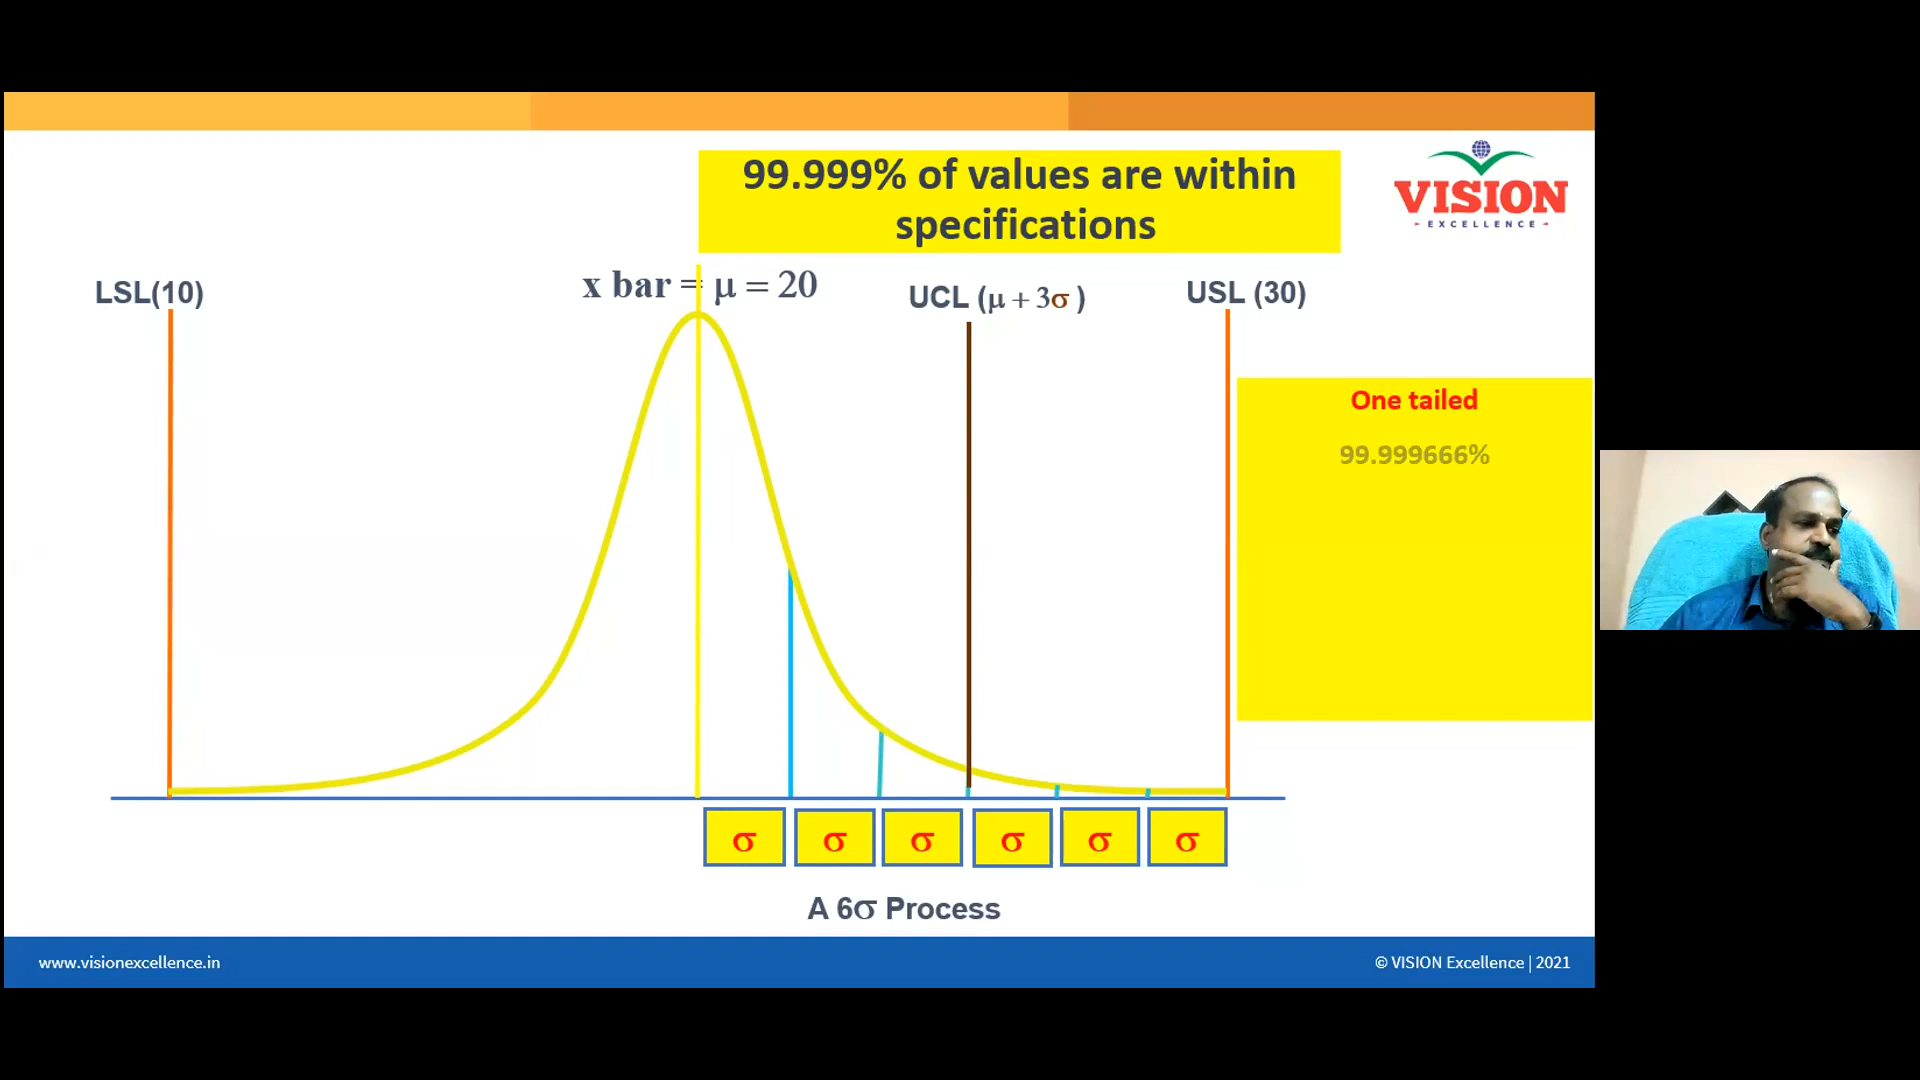 99.999% of values are within
specifications
VISION
- EXCELLENCE -
LSL(10)
x bar = μ = 20
UCL (μ + 3σ )
USL (30)
One tailed
99.999666%
σ σ σ σ σ σ
A 6σ Process
www.visionexcellence.in
© VISION Excellence | 2021